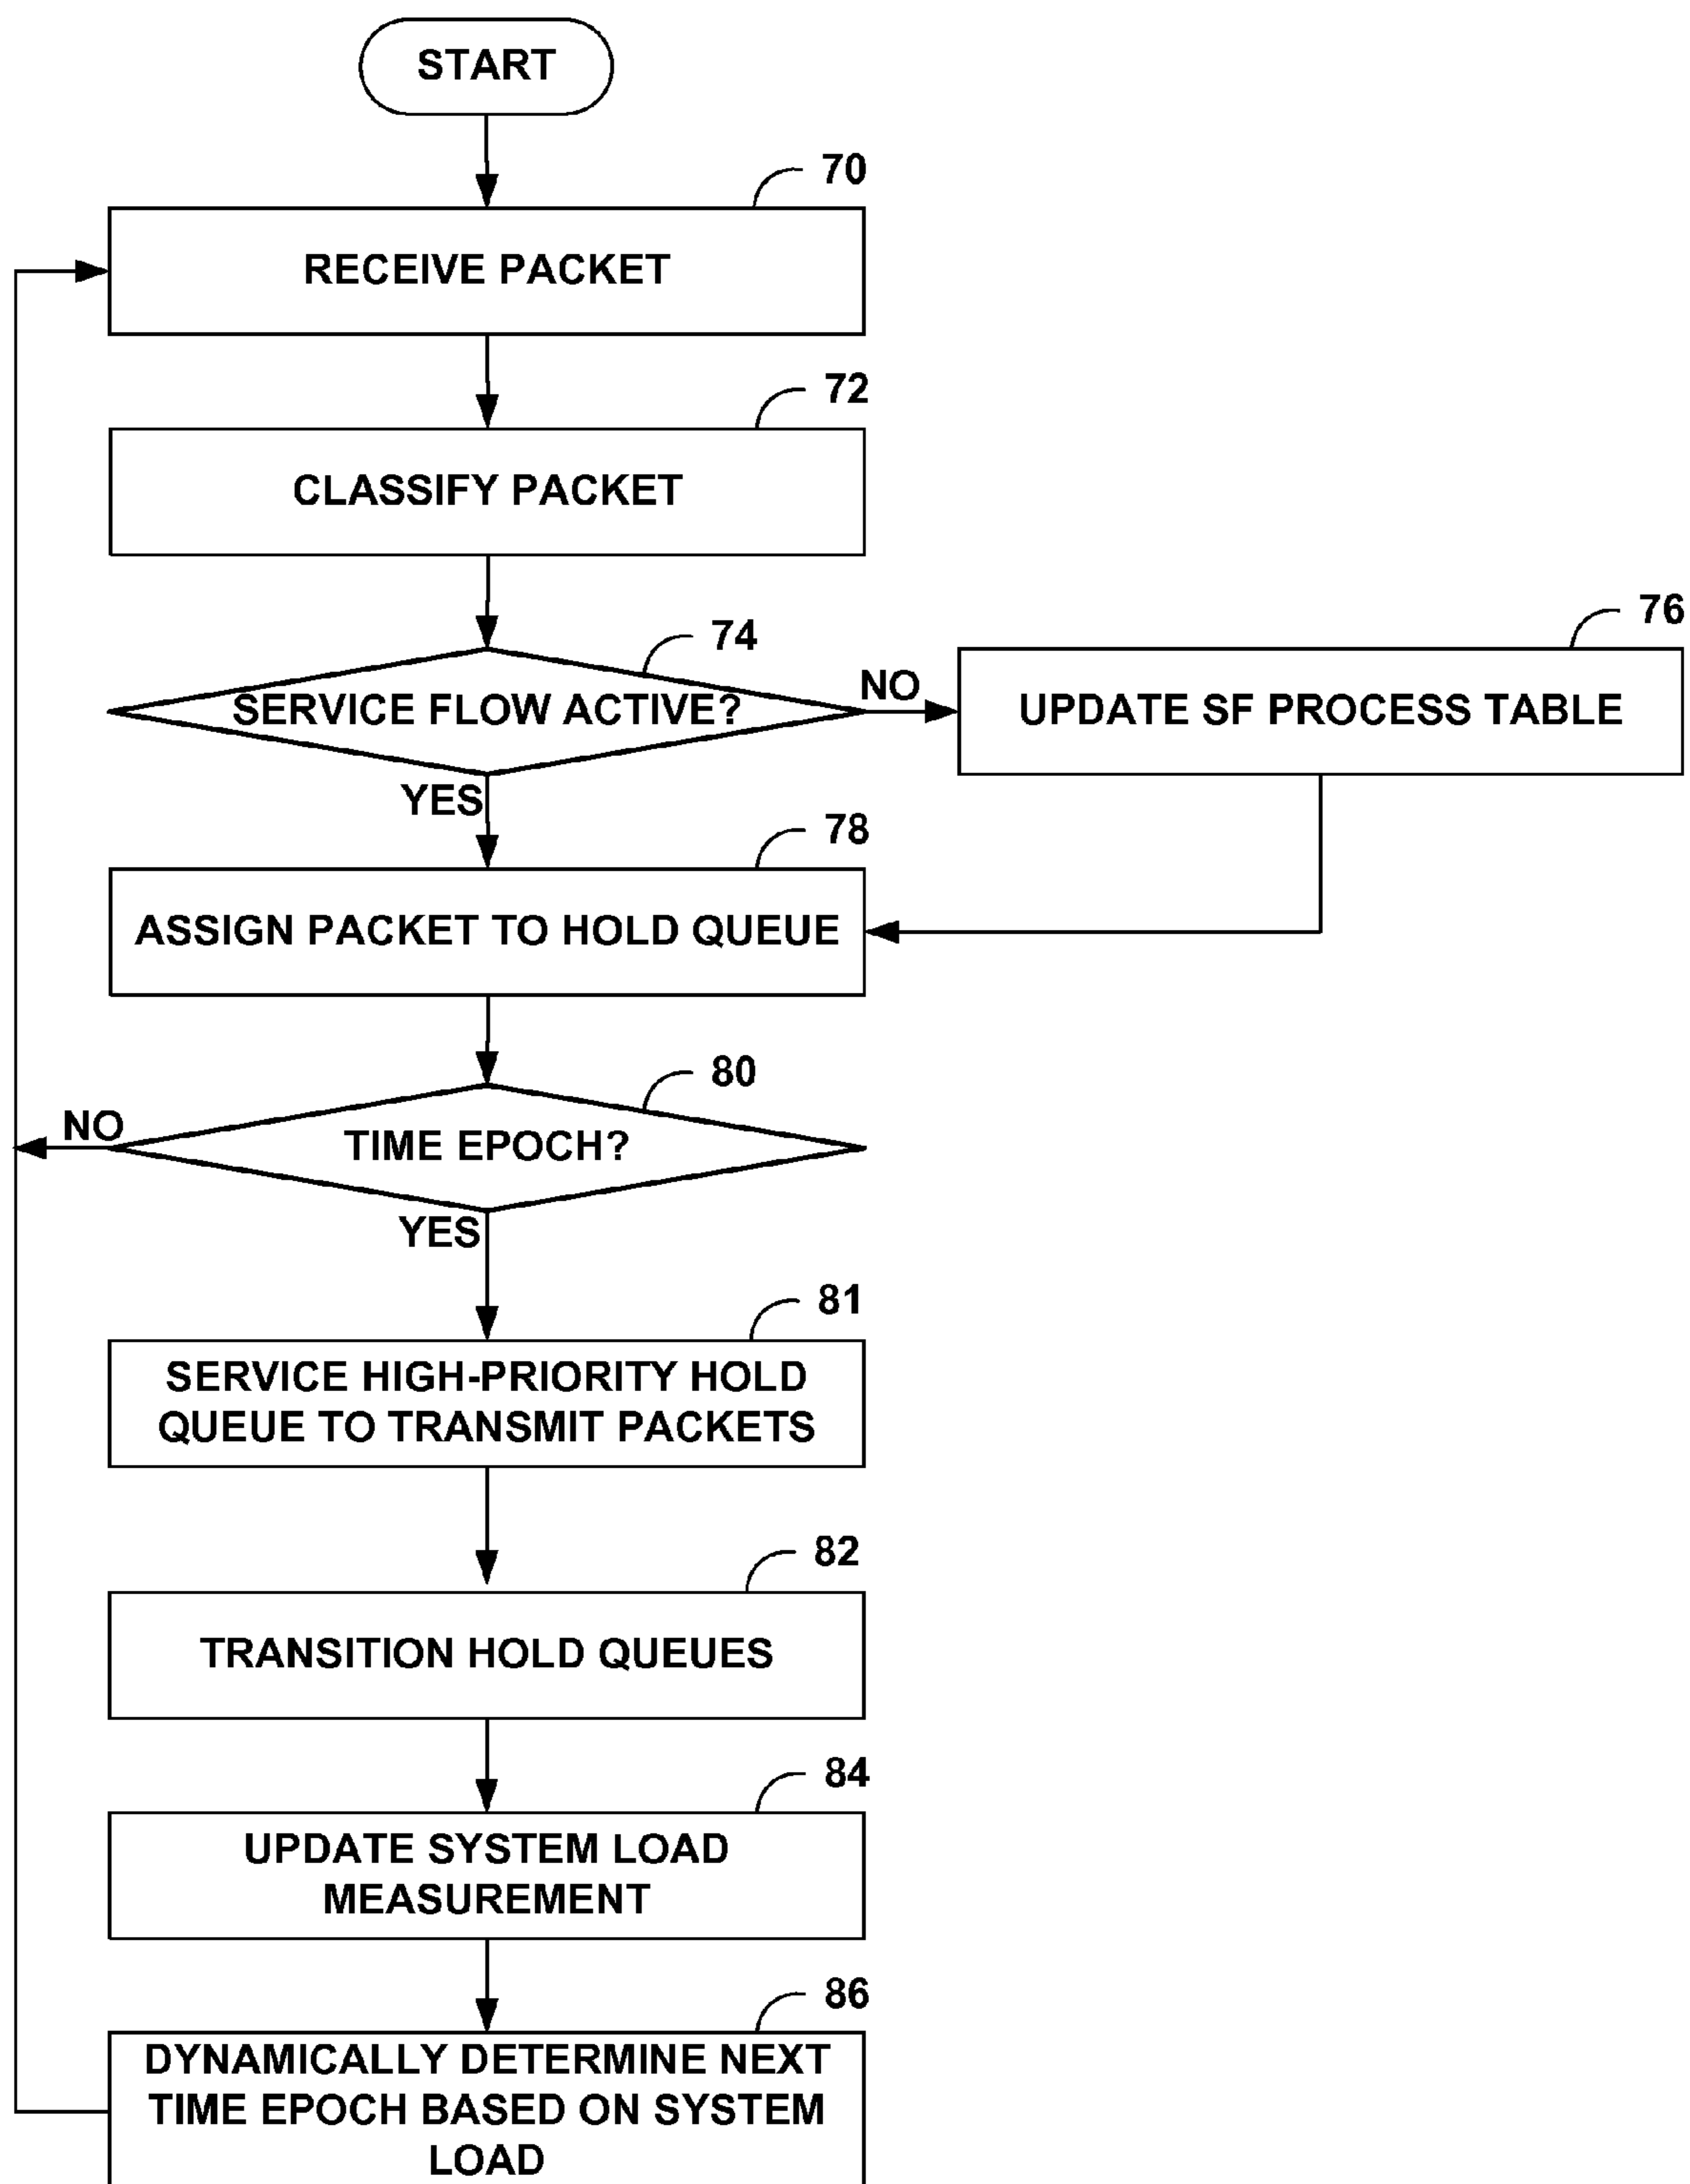 START
70
RECEIVE PACKET
72
CLASSIFY PACKET
74
SERVICE FLOW ACTIVE?
NO
76
UPDATE SF PROCESS TABLE
YES
78
ASSIGN PACKET TO HOLD QUEUE
80
TIME EPOCH?
NO
YES
81
SERVICE HIGH-PRIORITY HOLD
QUEUE TO TRANSMIT PACKETS
82
TRANSITION HOLD QUEUES
84
UPDATE SYSTEM LOAD
MEASUREMENT
86
DYNAMICALLY DETERMINE NEXT
TIME EPOCH BASED ON SYSTEM
LOAD